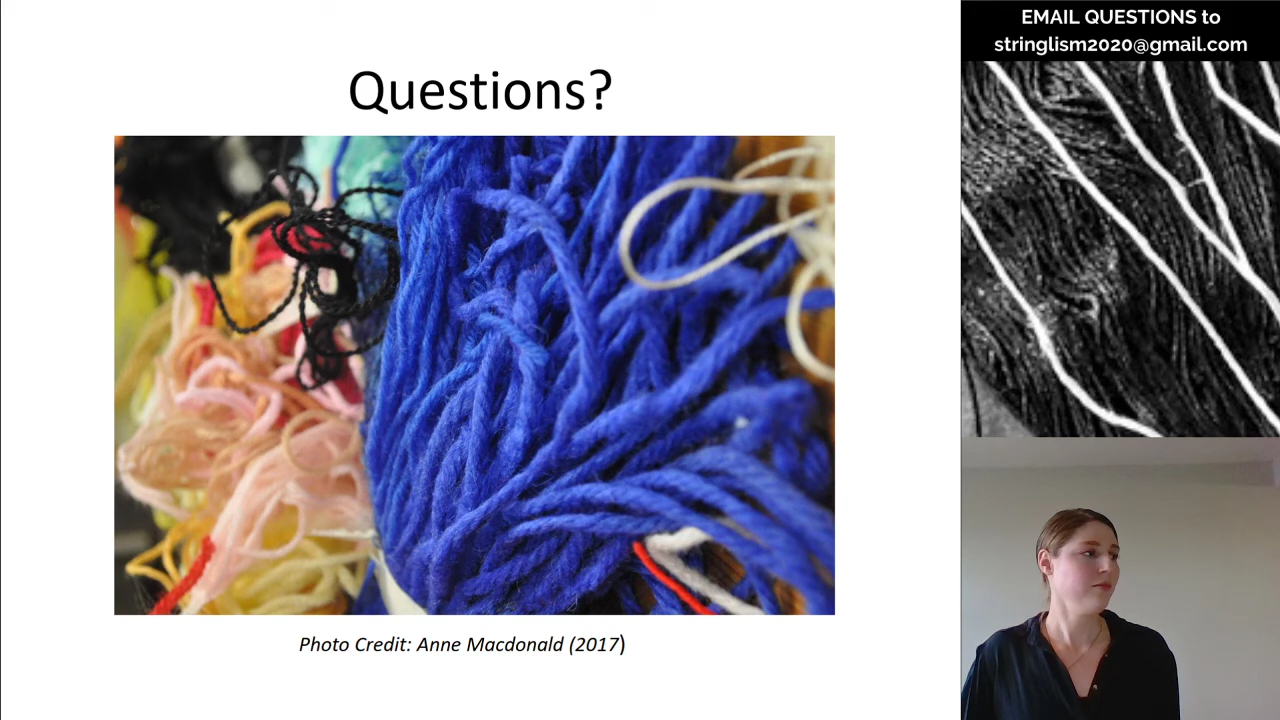 Questions?
Photo Credit: Anne Macdonald (2017)
EMAIL QUESTIONS to
stringlism2020@gmail.com